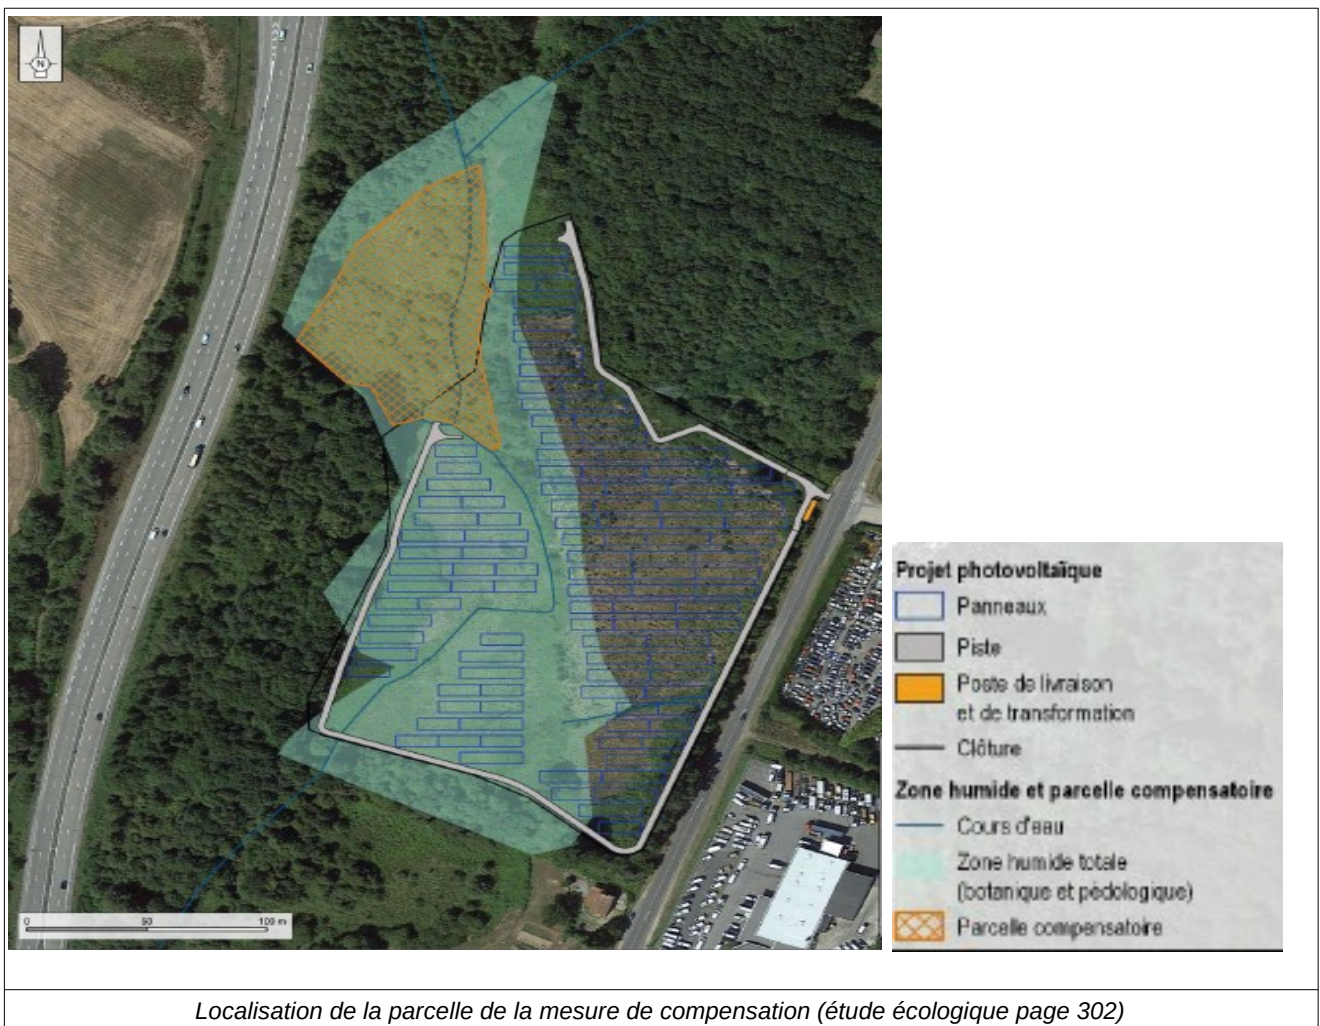 N
0 50 100 m
Projet photovoltaïque
Panneaux
Piste
Poste de livraison
et de transformation
Clôture
Zone humide et parcelle compensatoire
Cours d'eau
Zone humide totale
(botanique et pédologique)
Parcelle compensatoire
Localisation de la parcelle de la mesure de compensation (étude écologique page 302)